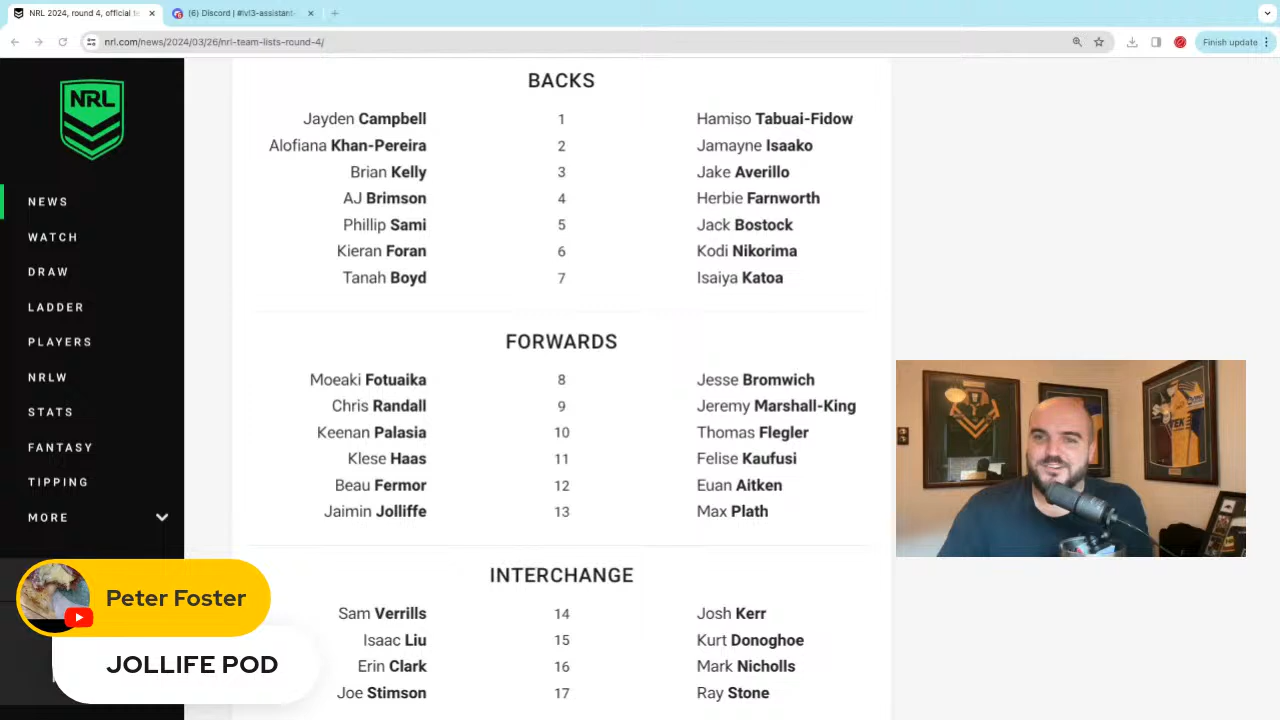 NRL 2024, round 4, official te
(6) Discord | #lvl3-assistant-
nrl.com/news/2024/03/26/nrl-team-lists-round-4/
Finish update
NRL
NEWS
WATCH
DRAW
LADDER
PLAYERS
NRLW
STATS
FANTASY
TIPPING
MORE
BACKS
Jayden Campbell 1 Hamiso Tabuai-Fidow
Alofiana Khan-Pereira 2 Jamayne Isaako
Brian Kelly 3 Jake Averillo
AJ Brimson 4 Herbie Farnworth
Phillip Sami 5 Jack Bostock
Kieran Foran 6 Kodi Nikorima
Tanah Boyd 7 Isaiya Katoa
FORWARDS
Moeaki Fotuaika 8 Jesse Bromwich
Chris Randall 9 Jeremy Marshall-King
Keenan Palasia 10 Thomas Flegler
Klese Haas 11 Felise Kaufusi
Beau Fermor 12 Euan Aitken
Jaimin Jolliffe 13 Max Plath
INTERCHANGE
Sam Verrills 14 Josh Kerr
Isaac Liu 15 Kurt Donoghoe
Erin Clark 16 Mark Nicholls
Joe Stimson 17 Ray Stone
Peter Foster
JOLLIFE POD